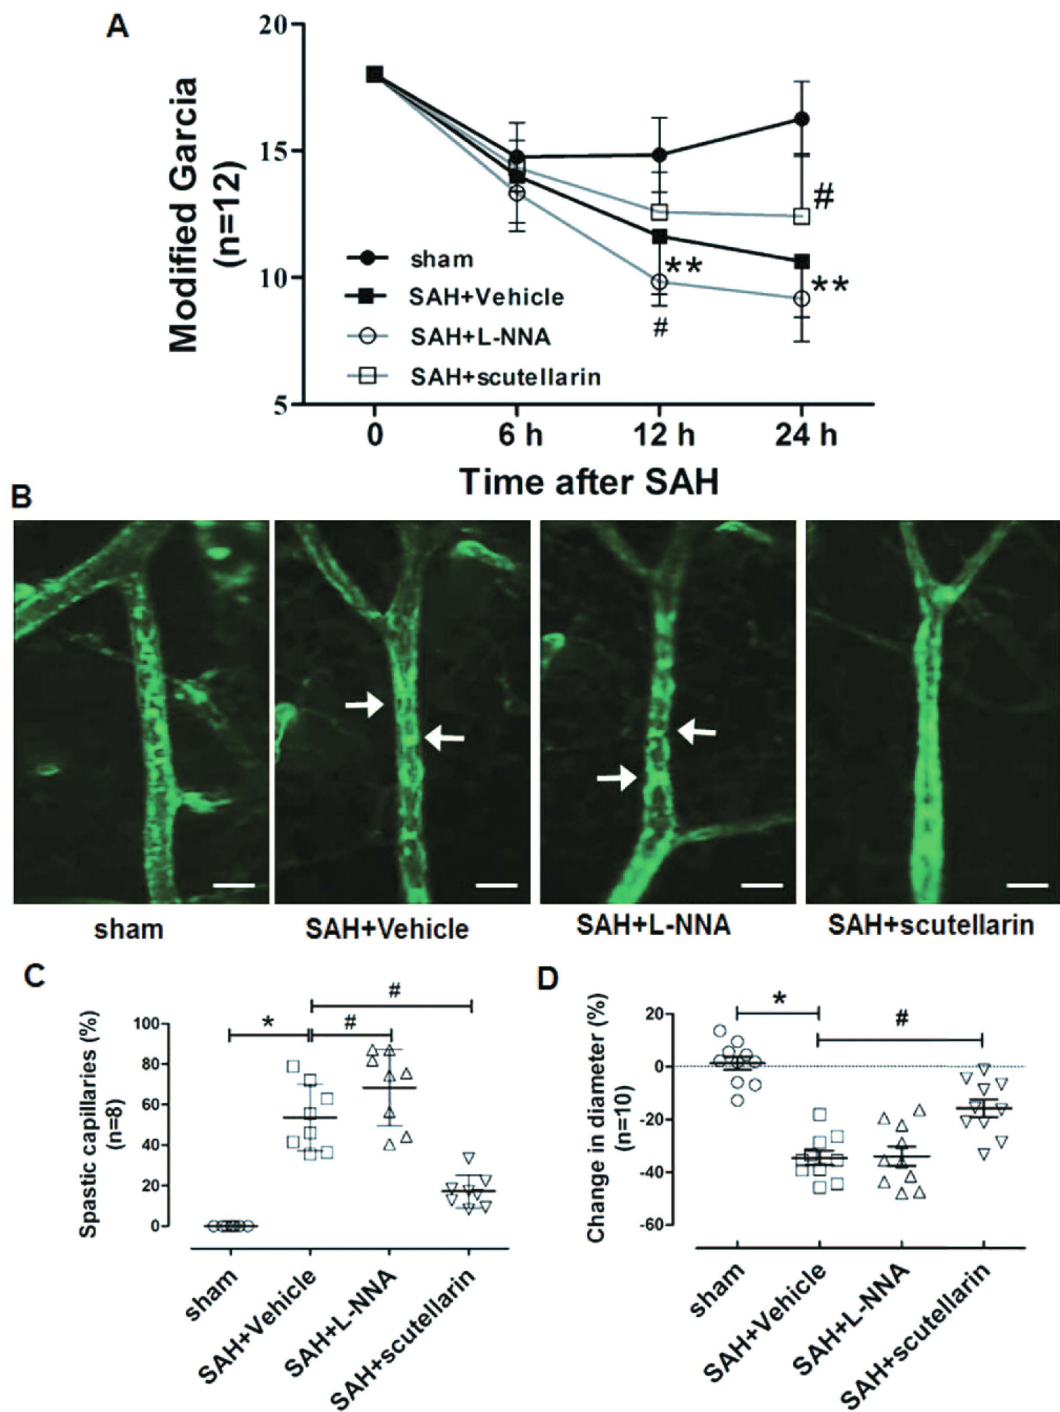 A
Modified Garcia
(n=12)
20
15
10
5
sham
SAH+Vehicle
SAH+L-NNA
SAH+scutellarin
**
#
#
**
0 6 h 12 h 24 h
Time after SAH
B
sham SAH+Vehicle SAH+L-NNA SAH+scutellarin
C
Spastic capillaries (%)
(n=8)
100
80
60
40
20
0
#
* #
sham SAH+Vehicle SAH+L-NNA SAH+scutellarin
D
Change in diameter (%)
(n=10)
20
0
-20
-40
-60
* #
sham SAH+Vehicle SAH+L-NNA SAH+scutellarin